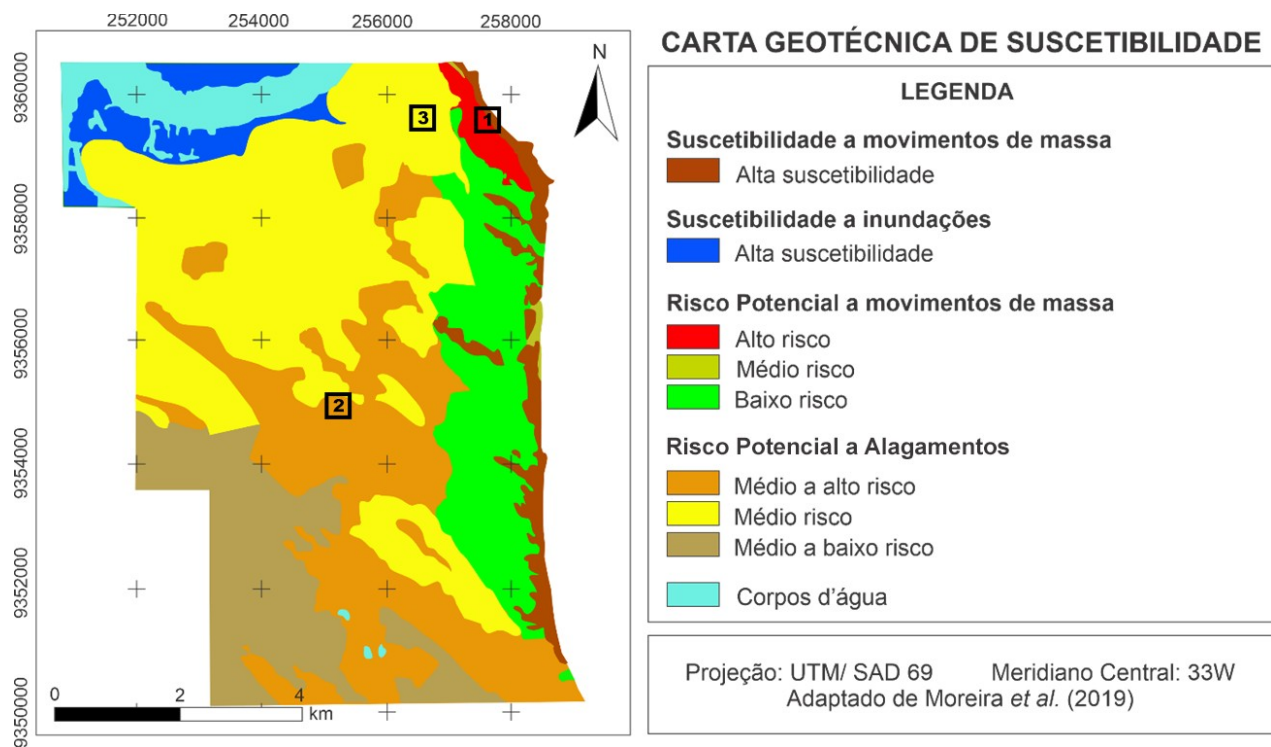 252000 254000 256000 258000
9360000
9358000
9356000
9354000
9352000
9350000
N
3
1
2
0 2 4
km
CARTA GEOTÉCNICA DE SUSCETIBILIDADE
LEGENDA
Suscetibilidade a movimentos de massa
Alta suscetibilidade
Suscetibilidade a inundações
Alta suscetibilidade
Risco Potencial a movimentos de massa
Alto risco
Médio risco
Baixo risco
Risco Potencial a Alagamentos
Médio a alto risco
Médio risco
Médio a baixo risco
Corpos d'água
Projeção: UTM/ SAD 69 Meridiano Central: 33W
Adaptado de Moreira et al. (2019)